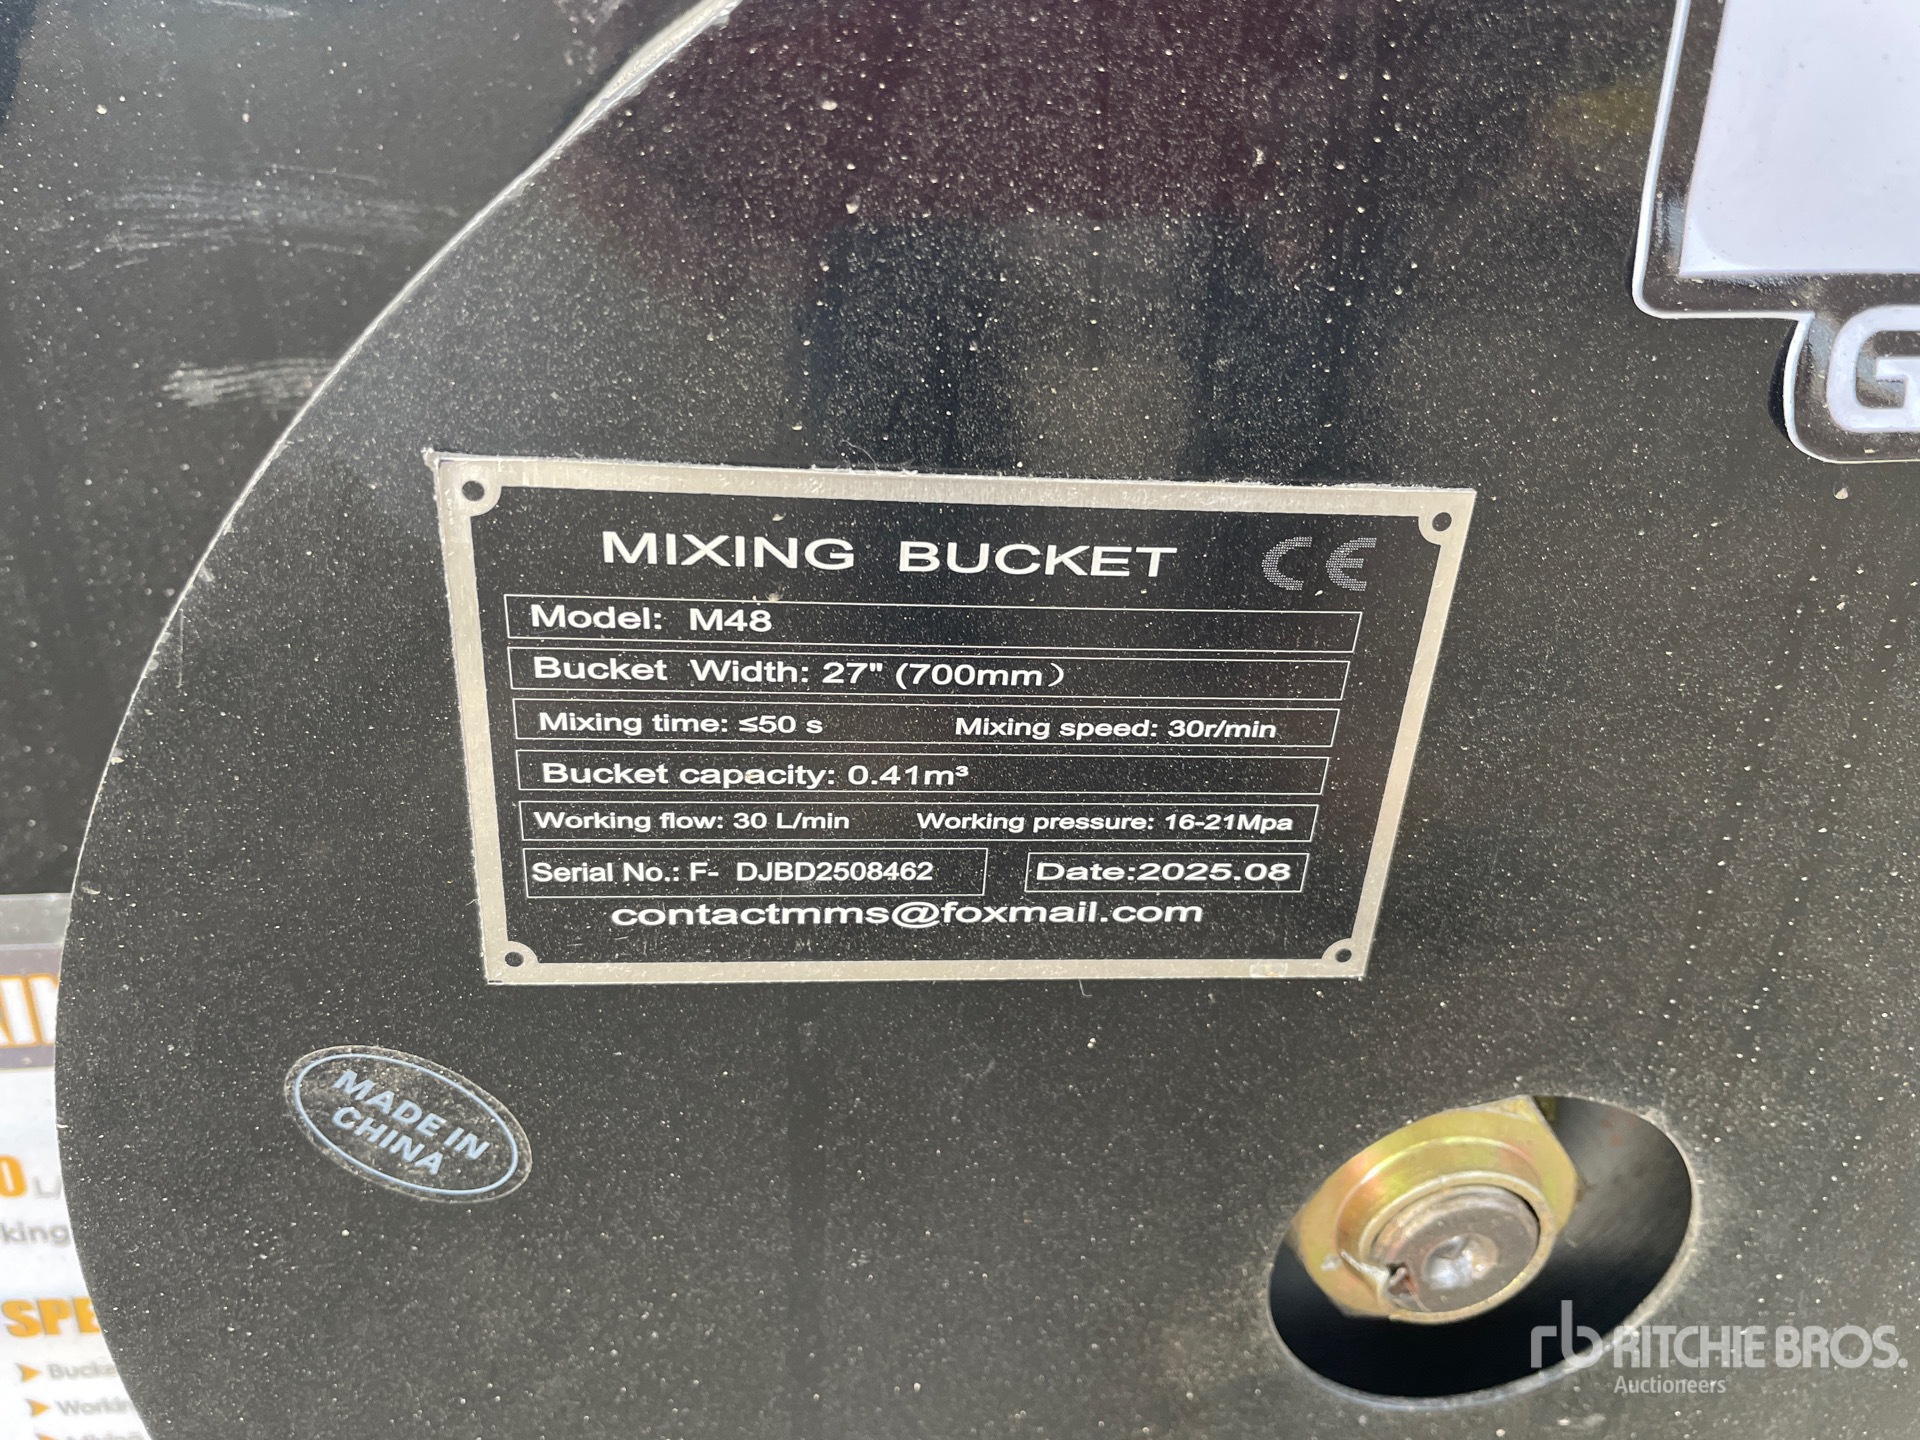 MIXING BUCKET CE
Model: M48
Bucket Width: 27" (700mm）
Mixing time: ≤50 s Mixing speed: 30r/min
Bucket capacity: 0.41m³
Working flow: 30 L/min Working pressure: 16-21Mpa
Serial No.: F- DJBD2508462 Date:2025.08
contactmms@foxmail.com
MADE IN
CHINA
rb RITCHIE BROS.
Auctioneers